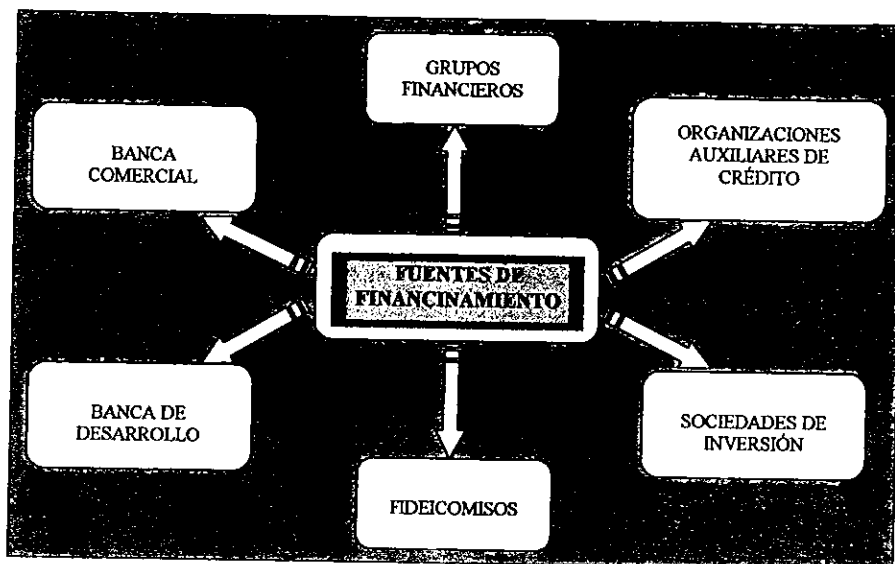 GRUPOS
FINANCIEROS
BANCA
COMERCIAL
ORGANIZACIONES
AUXILIARES DE
CRÉDITO
FUENTES DE
FINANCINAMIENTO
BANCA DE
DESARROLLO
SOCIEDADES DE
INVERSIÓN
FIDEICOMISOS